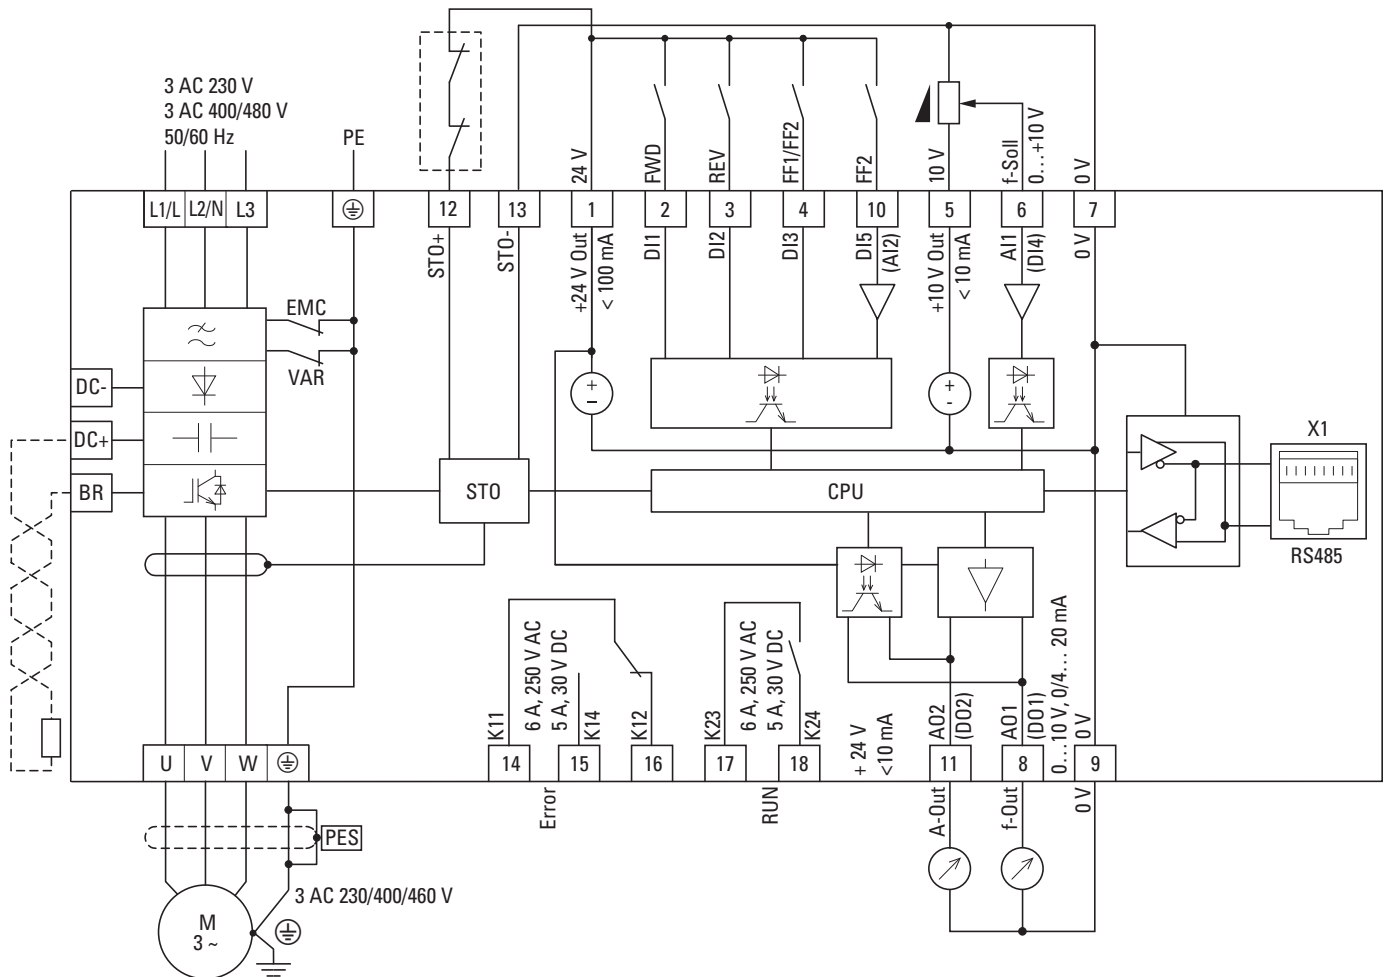 3 AC 230 V
3 AC 400/480 V
50/60 Hz
PE
24 V
FWD
REV
FF1/FF2
FF2
10 V
f-Soll
0…+10 V
0 V
L1/L
L2/N
L3
12
13
1
2
3
4
10
5
6
7
STO+
STO-
+24 V Out
< 100 mA
DI1
DI2
DI3
DI5
(AI2)
+10 V Out
< 10 mA
AI1
(DI4)
0 V
EMC
VAR
DC-
DC+
BR
+
–
+
-
STO
CPU
X1
RS485
K11
6 A, 250 V AC
5 A, 30 V DC
K14
K12
K23
6 A, 250 V AC
5 A, 30 V DC
K24
+ 24 V
<10 mA
AO2
(DO2)
AO1
(DO1)
0…10 V, 0/4… 20 mA
0 V
U
V
W
14
15
16
17
18
11
8
9
Error
RUN
A-Out
f-Out
0 V
PES
3 AC 230/400/460 V
M
3 ~